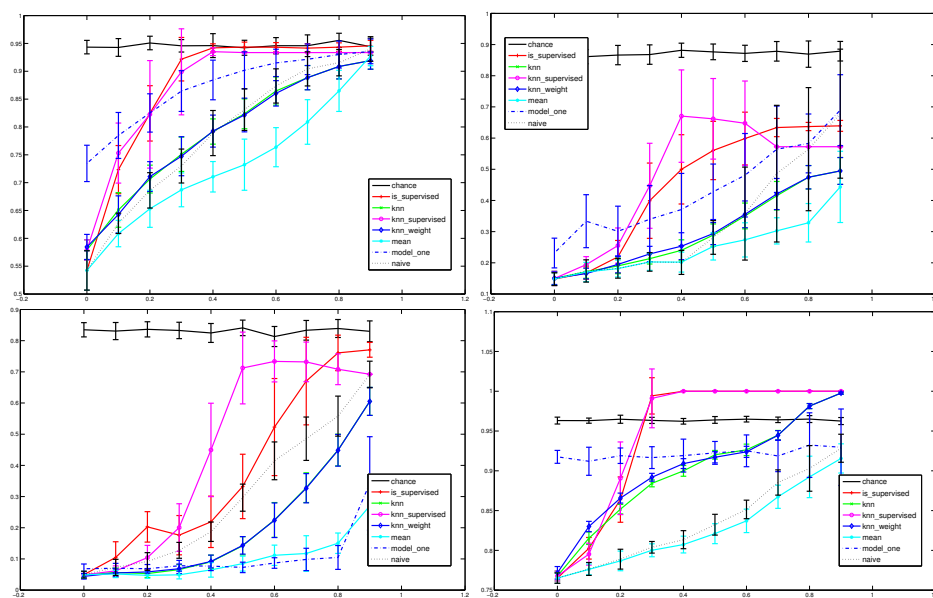 1
0.95
0.9
0.85
0.8
0.75
0.7
0.65
0.6
0.55
0.5
−0.2 0 0.2 0.4 0.6 0.8 1 1.2
chance
is_supervised
knn
knn_supervised
knn_weight
mean
model_one
naive
1
0.9
0.8
0.7
0.6
0.5
0.4
0.3
0.2
0.1
−0.2 0 0.2 0.4 0.6 0.8 1
chance
is_supervised
knn
knn_supervised
knn_weight
mean
model_one
naive
0.9
0.8
0.7
0.6
0.5
0.4
0.3
0.2
0.1
0
−0.2 0 0.2 0.4 0.6 0.8 1 1.2
chance
is_supervised
knn
knn_supervised
knn_weight
mean
model_one
naive
1.1
1.05
1
0.95
0.9
0.85
0.8
0.75
−0.2 0 0.2 0.4 0.6 0.8 1
chance
is_supervised
knn
knn_supervised
knn_weight
mean
model_one
naive